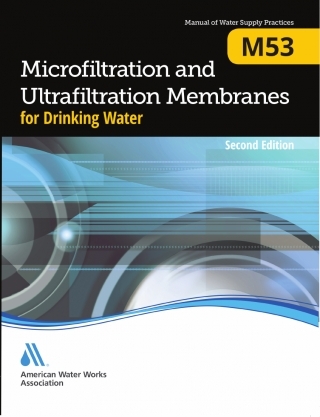 Manual of Water Supply Practices
M53
Microfiltration and
Ultrafiltration Membranes
for Drinking Water
Second Edition
American Water Works
Association